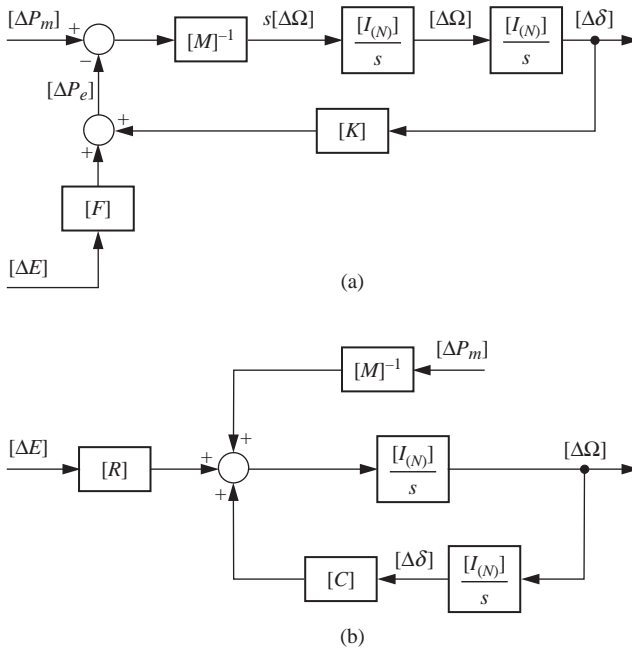 [ΔP_m] + − [M]⁻¹ s[ΔΩ] [I_(N)] / s [ΔΩ] [I_(N)] / s [Δδ]
[ΔP_e]
+ + [K]
[F]
[ΔE]
(a)
[M]⁻¹ [ΔP_m]
[ΔE] [R] + + + [I_(N)] / s [ΔΩ]
[C] [Δδ] [I_(N)] / s
(b)